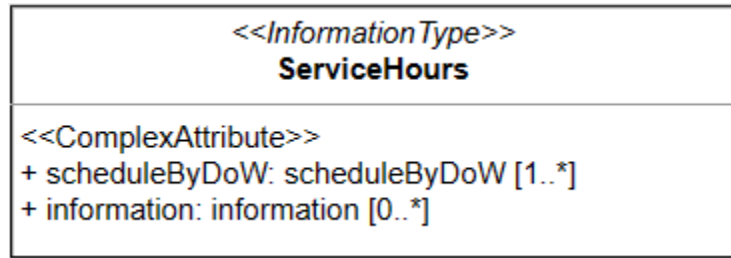 <<InformationType>>
ServiceHours
<<ComplexAttribute>>
+ scheduleByDoW: scheduleByDoW [1..*]
+ information: information [0..*]